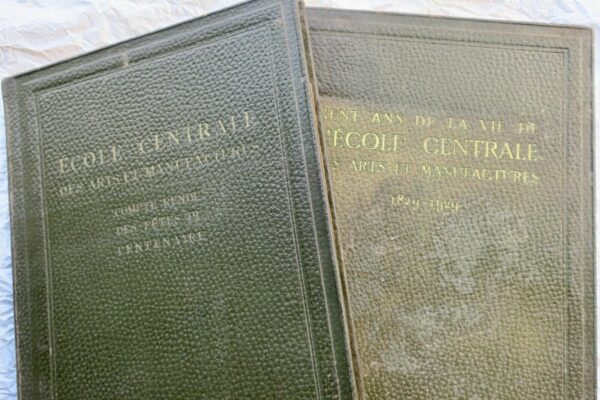 ECOLE CENTRALE
DES ARTS ET MANUFACTURES
COMPTE RENDU
DES FÊTES DU
CENTENAIRE
CENT ANS DE LA VIE DE
L'ÉCOLE CENTRALE
DES ARTS ET MANUFACTURES
1829-1929